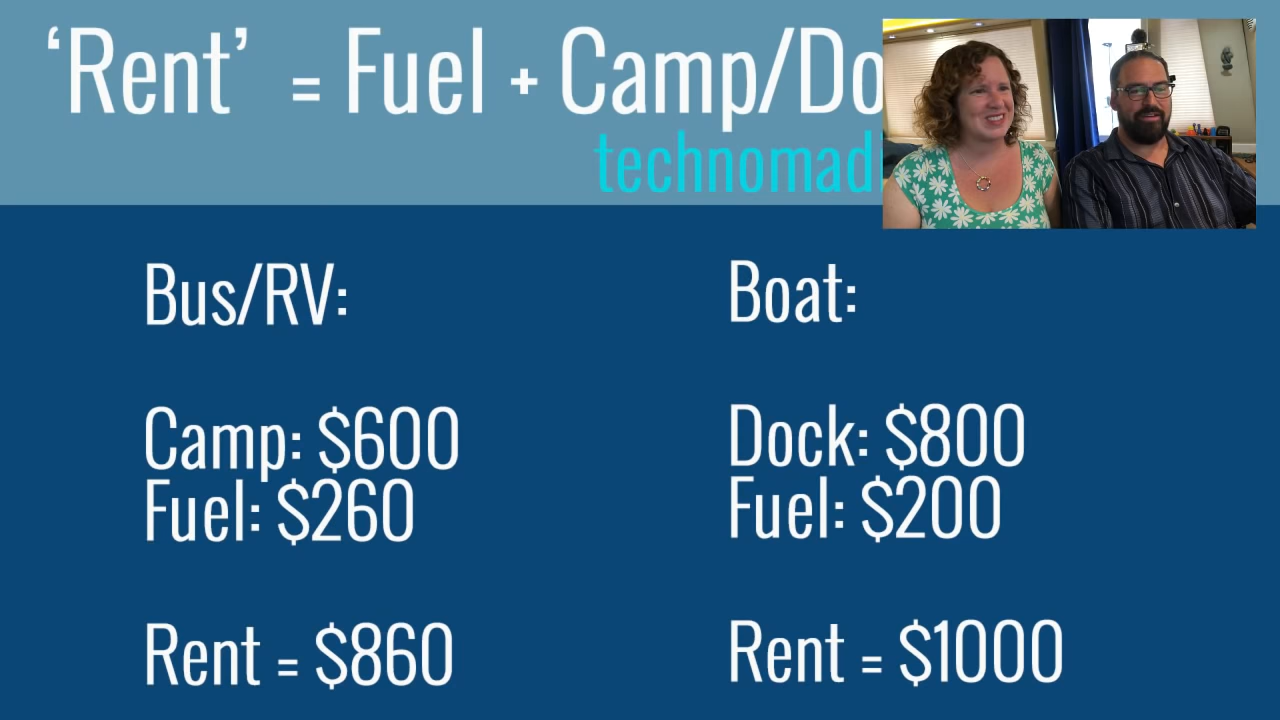 ‘Rent’ = Fuel + Camp/Do
technomad
Bus/RV:
Camp: $600
Fuel: $260
Rent = $860
Boat:
Dock: $800
Fuel: $200
Rent = $1000